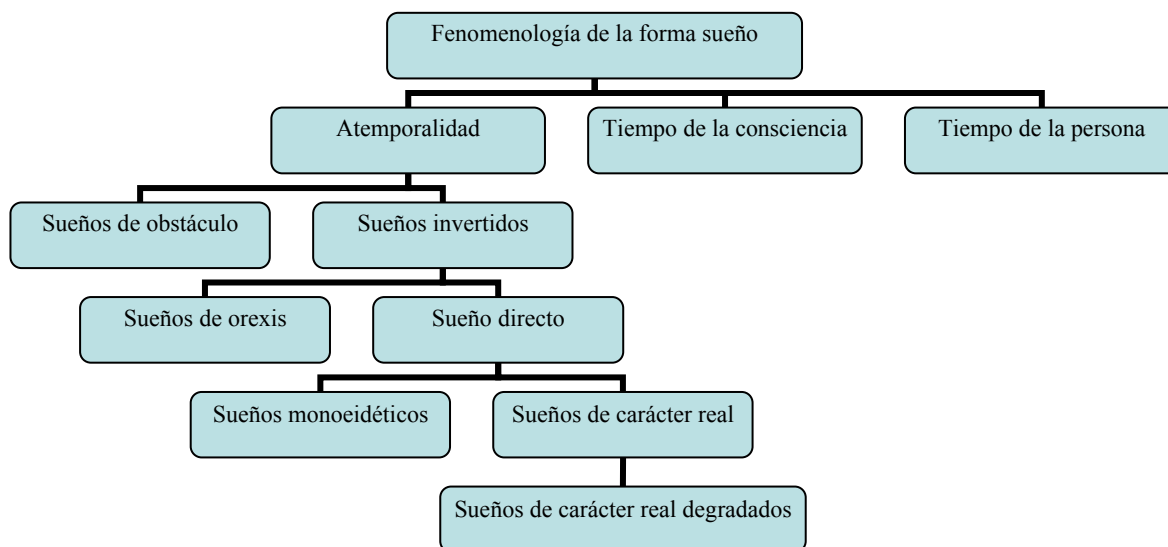 Fenomenología de la forma sueño
Atemporalidad
Tiempo de la consciencia
Tiempo de la persona
Sueños de obstáculo
Sueños invertidos
Sueños de orexis
Sueño directo
Sueños monoeidéticos
Sueños de carácter real
Sueños de carácter real degradados